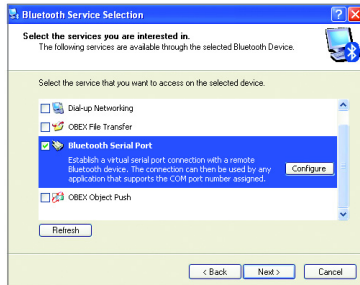 Bluetooth Service Selection
Select the services you are interested in.
The following services are available through the selected Bluetooth Device.
Select the service that you want to access on the selected device.
Dial-up Networking
OBEX File Transfer
Bluetooth Serial Port
Establish a virtual serial port connection with a remote
Bluetooth device. The connection can then be used by any
application that supports the COM port number assigned.
Configure
OBEX Object Push
Refresh
< Back
Next >
Cancel